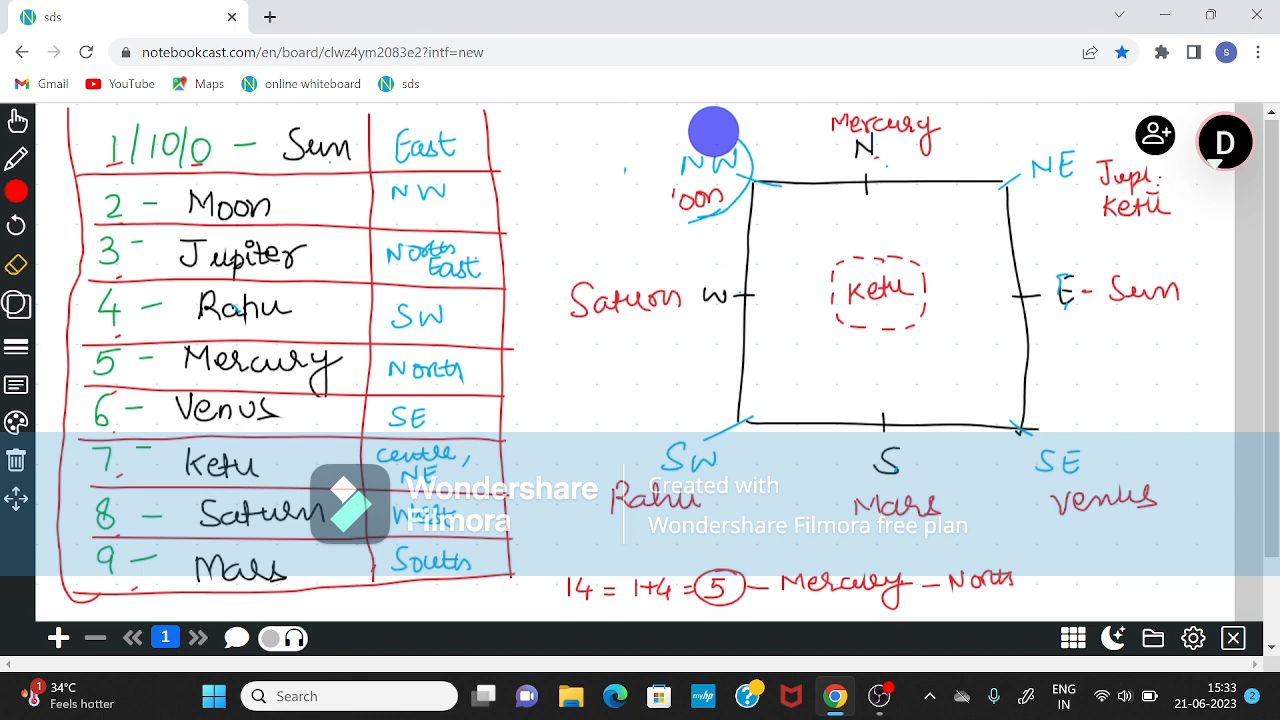 sds
notebookcast.com/en/board/clwz4ym2083e2?intf=new
S
Gmail
YouTube
Maps
online whiteboard
sds
1/10/0 - Sun East
2 - Moon NW
3 - Jupiter North East
4 - Rahu SW
5 - Mercury North
6 - Venus SE
7 - Ketu centre, NE
8 - Saturn West
9 - Mars South
Mercury
N
NW
oon
NE Jupi.
Ketu
D
Saturn W
Ketu
E - Sun
SW
S
SE
Rahu
Mars
Venus
14 = 1+4 = 5 - Mercury - North
Wondershare
Filmora
Created with
Wondershare Filmora free plan
1
1
34°C
Feels hotter
Search
myhp
ENG
IN
15:33
21-06-2023
2